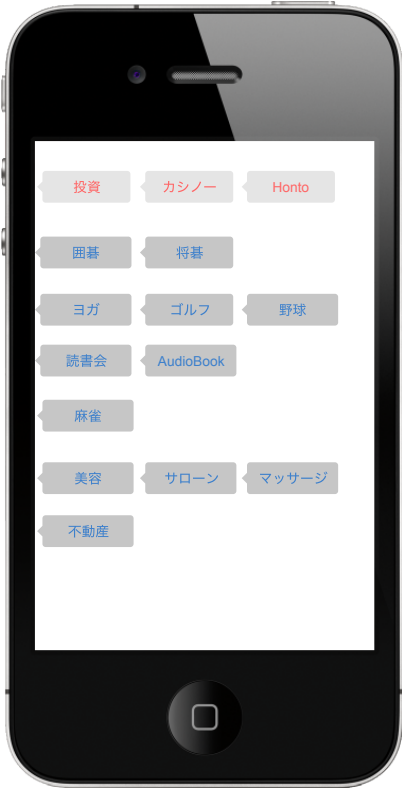 投資 カシノー Honto
囲碁 将碁
ヨガ ゴルフ 野球
読書会 AudioBook
麻雀
美容 サローン マッサージ
不動産